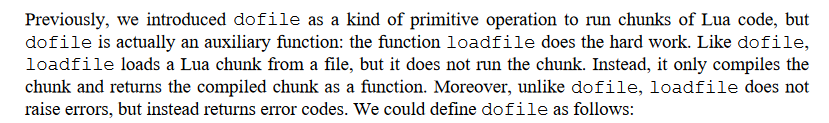 Previously, we introduced dofile as a kind of primitive operation to run chunks of Lua code, but
dofile is actually an auxiliary function: the function loadfile does the hard work. Like dofile,
loadfile loads a Lua chunk from a file, but it does not run the chunk. Instead, it only compiles the
chunk and returns the compiled chunk as a function. Moreover, unlike dofile, loadfile does not
raise errors, but instead returns error codes. We could define dofile as follows: